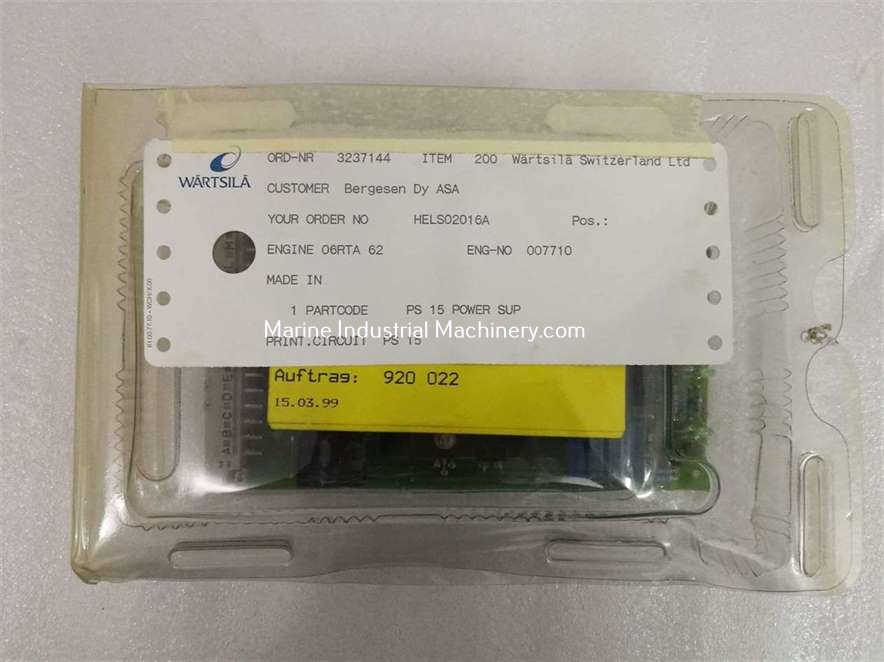 ORD-NR 3237144 ITEM 200 Wärtsilä Switzerland Ltd
WÄRTSILÄ
CUSTOMER Bergesen Dy ASA
YOUR ORDER NO HELS02016A Pos.:
ENGINE 06RTA 62 ENG-NO 007710
MADE IN
1 PARTCODE PS 15 POWER SUP
Marine Industrial Machinery.com
PRINT.CIRCUIT PS 15
Auftrag: 920 022
15.03.99
A=B=C=D=E